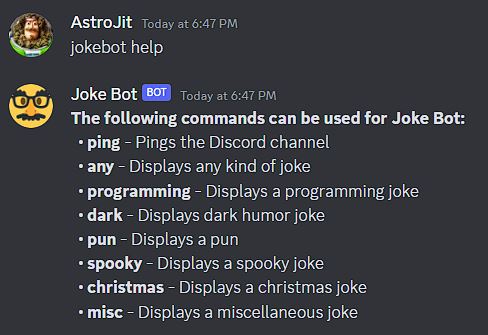 AstroJit Today at 6:47 PM
jokebot help
Joke Bot BOT Today at 6:47 PM
The following commands can be used for Joke Bot:
• ping - Pings the Discord channel
• any - Displays any kind of joke
• programming - Displays a programming joke
• dark - Displays dark humor joke
• pun - Displays a pun
• spooky - Displays a spooky joke
• christmas - Displays a christmas joke
• misc - Displays a miscellaneous joke